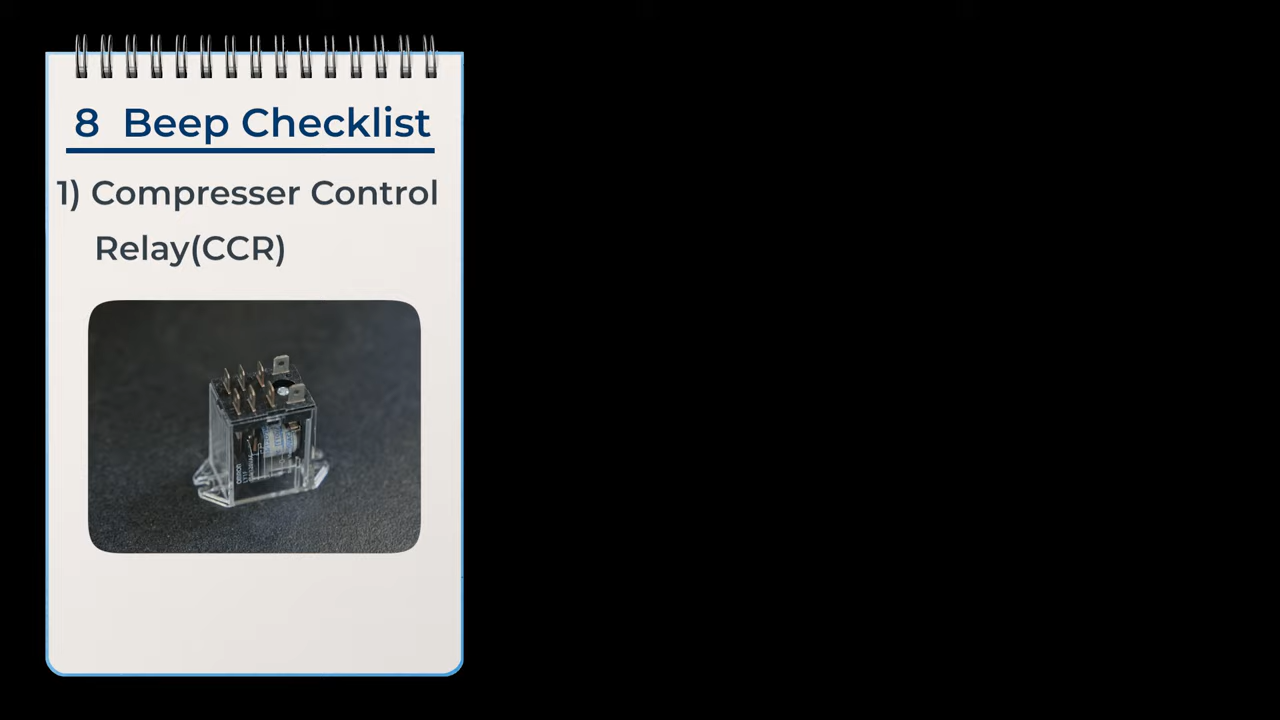 8 Beep Checklist
1) Compresser Control
Relay(CCR)